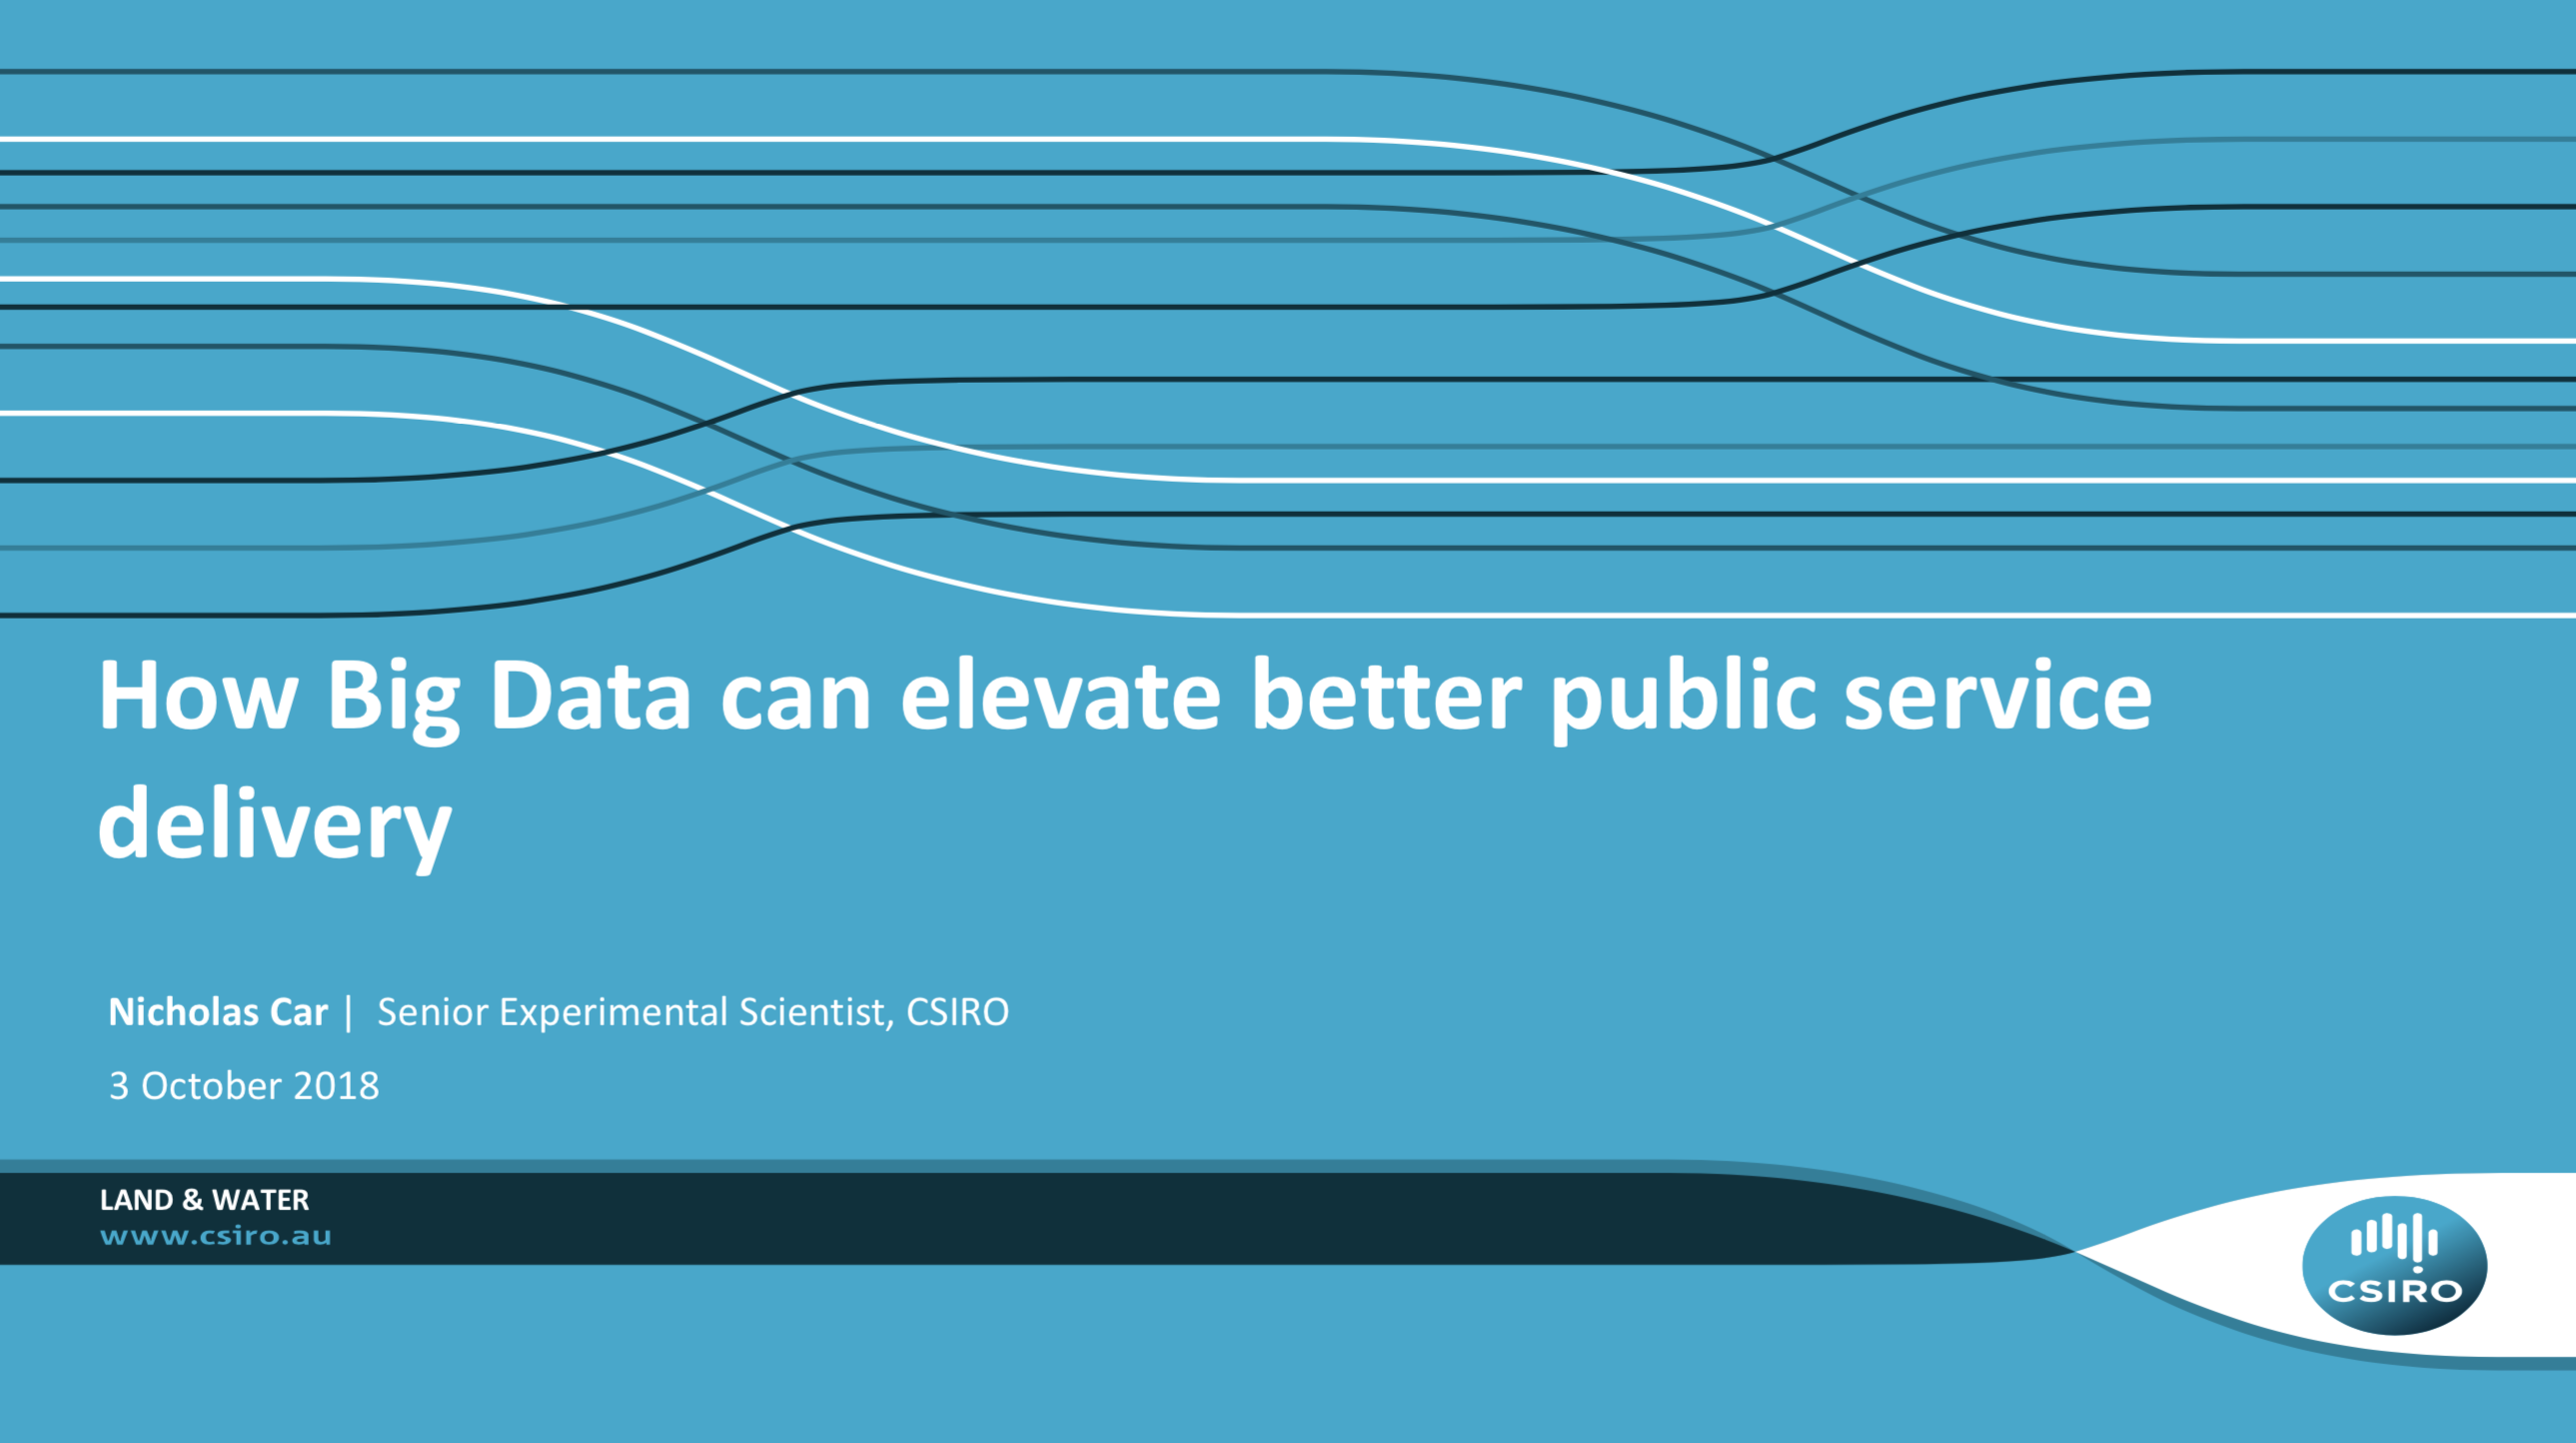 How Big Data can elevate better public service
delivery
Nicholas Car | Senior Experimental Scientist, CSIRO
3 October 2018
LAND & WATER
www.csiro.au
CSIRO